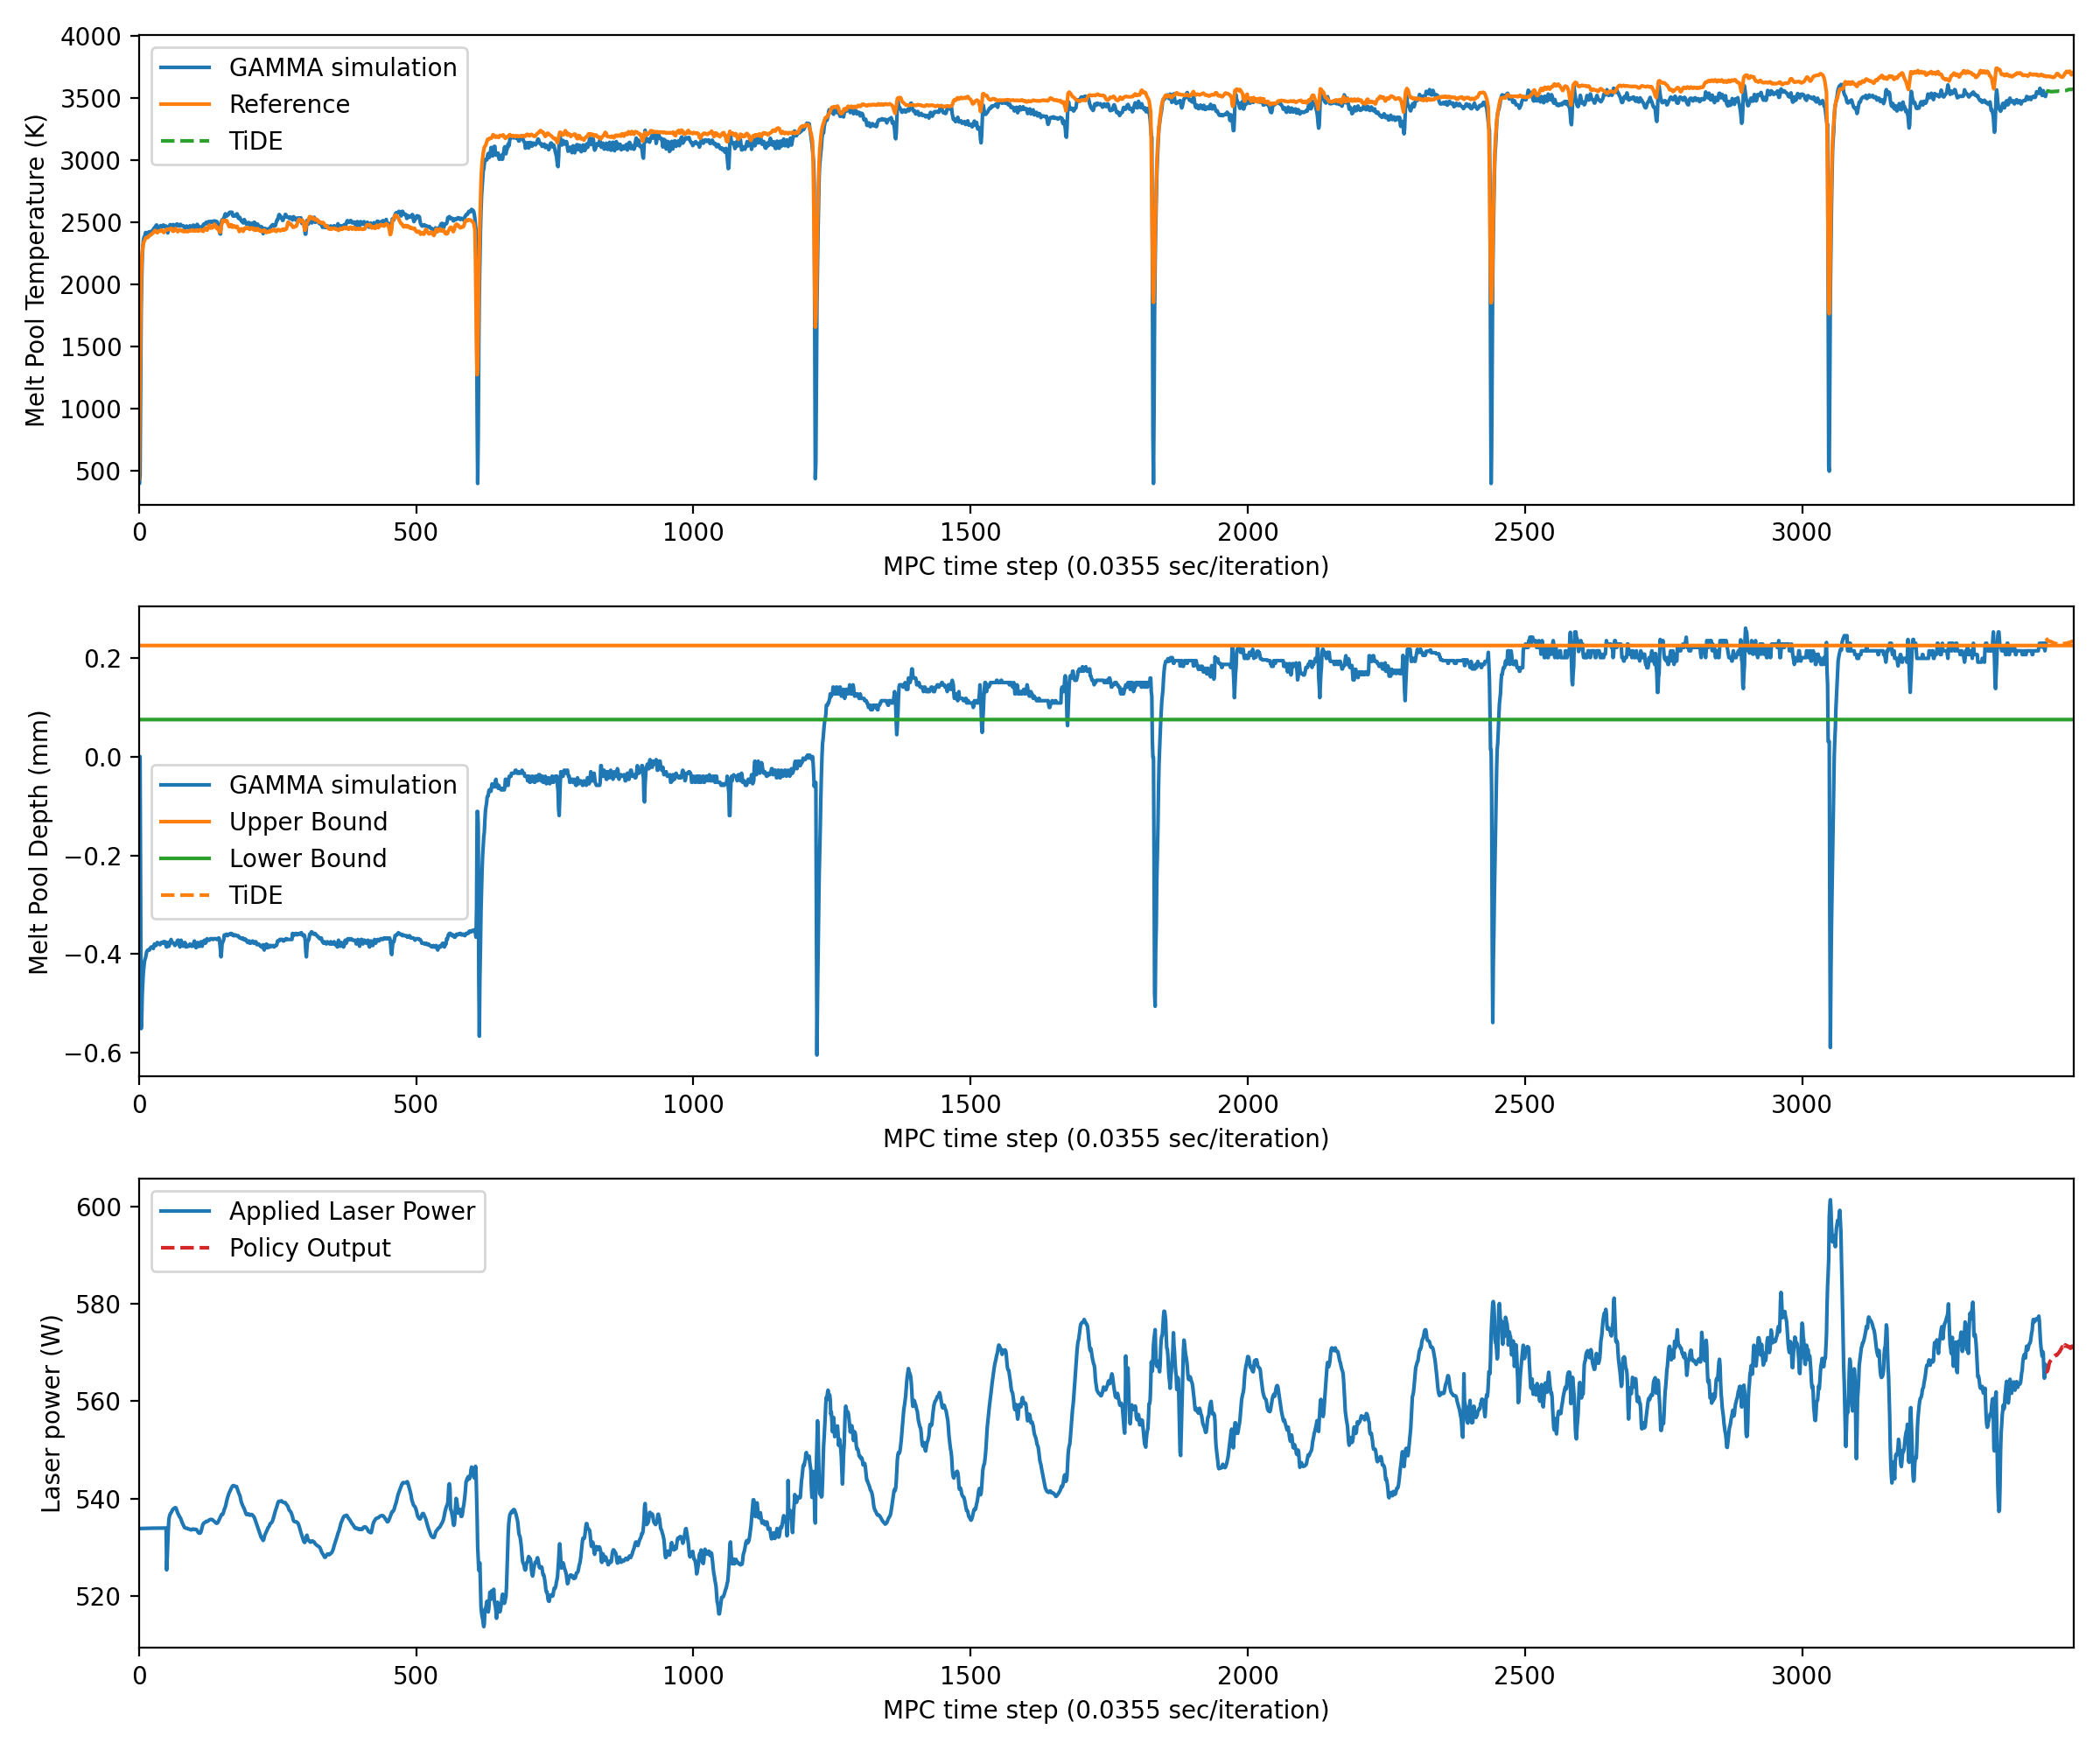 4000
3500
3000
2500
2000
1500
1000
500
Melt Pool Temperature (K)
GAMMA simulation
Reference
TiDE
0 500 1000 1500 2000 2500 3000
MPC time step (0.0355 sec/iteration)
0.2
0.0
−0.2
−0.4
−0.6
Melt Pool Depth (mm)
GAMMA simulation
Upper Bound
Lower Bound
TiDE
0 500 1000 1500 2000 2500 3000
MPC time step (0.0355 sec/iteration)
600
580
560
540
520
Laser power (W)
Applied Laser Power
Policy Output
0 500 1000 1500 2000 2500 3000
MPC time step (0.0355 sec/iteration)